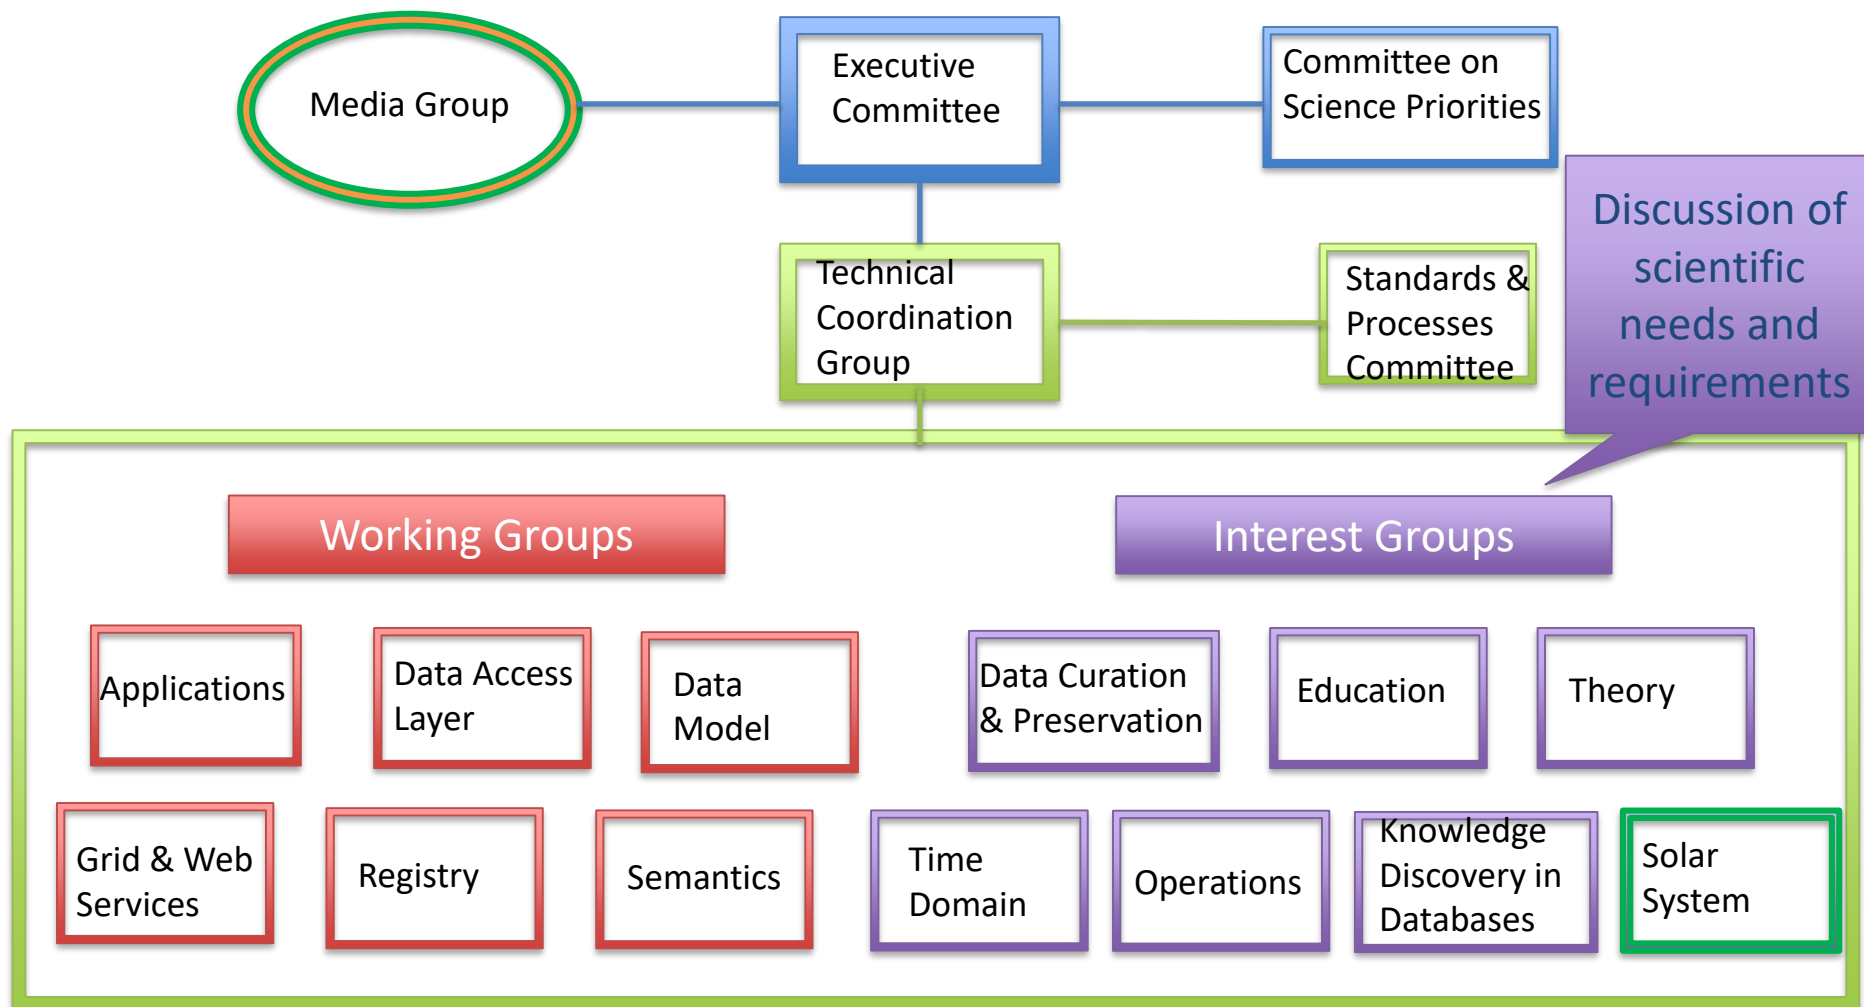 Media Group
Executive
Committee
Committee on
Science Priorities
Technical
Coordination
Group
Standards &
Processes
Committee
Discussion of
scientific
needs and
requirements
Working Groups
Interest Groups
Applications
Data Access
Layer
Data
Model
Data Curation
& Preservation
Education
Theory
Grid & Web
Services
Registry
Semantics
Time
Domain
Operations
Knowledge
Discovery in
Databases
Solar
System